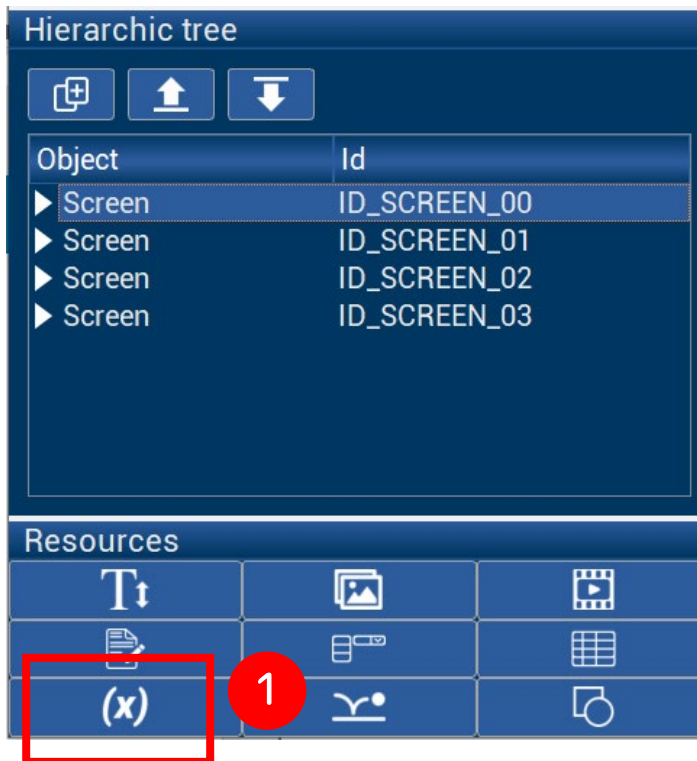 Hierarchic tree
Object Id
Screen ID_SCREEN_00
Screen ID_SCREEN_01
Screen ID_SCREEN_02
Screen ID_SCREEN_03
Resources
T
(x) 1